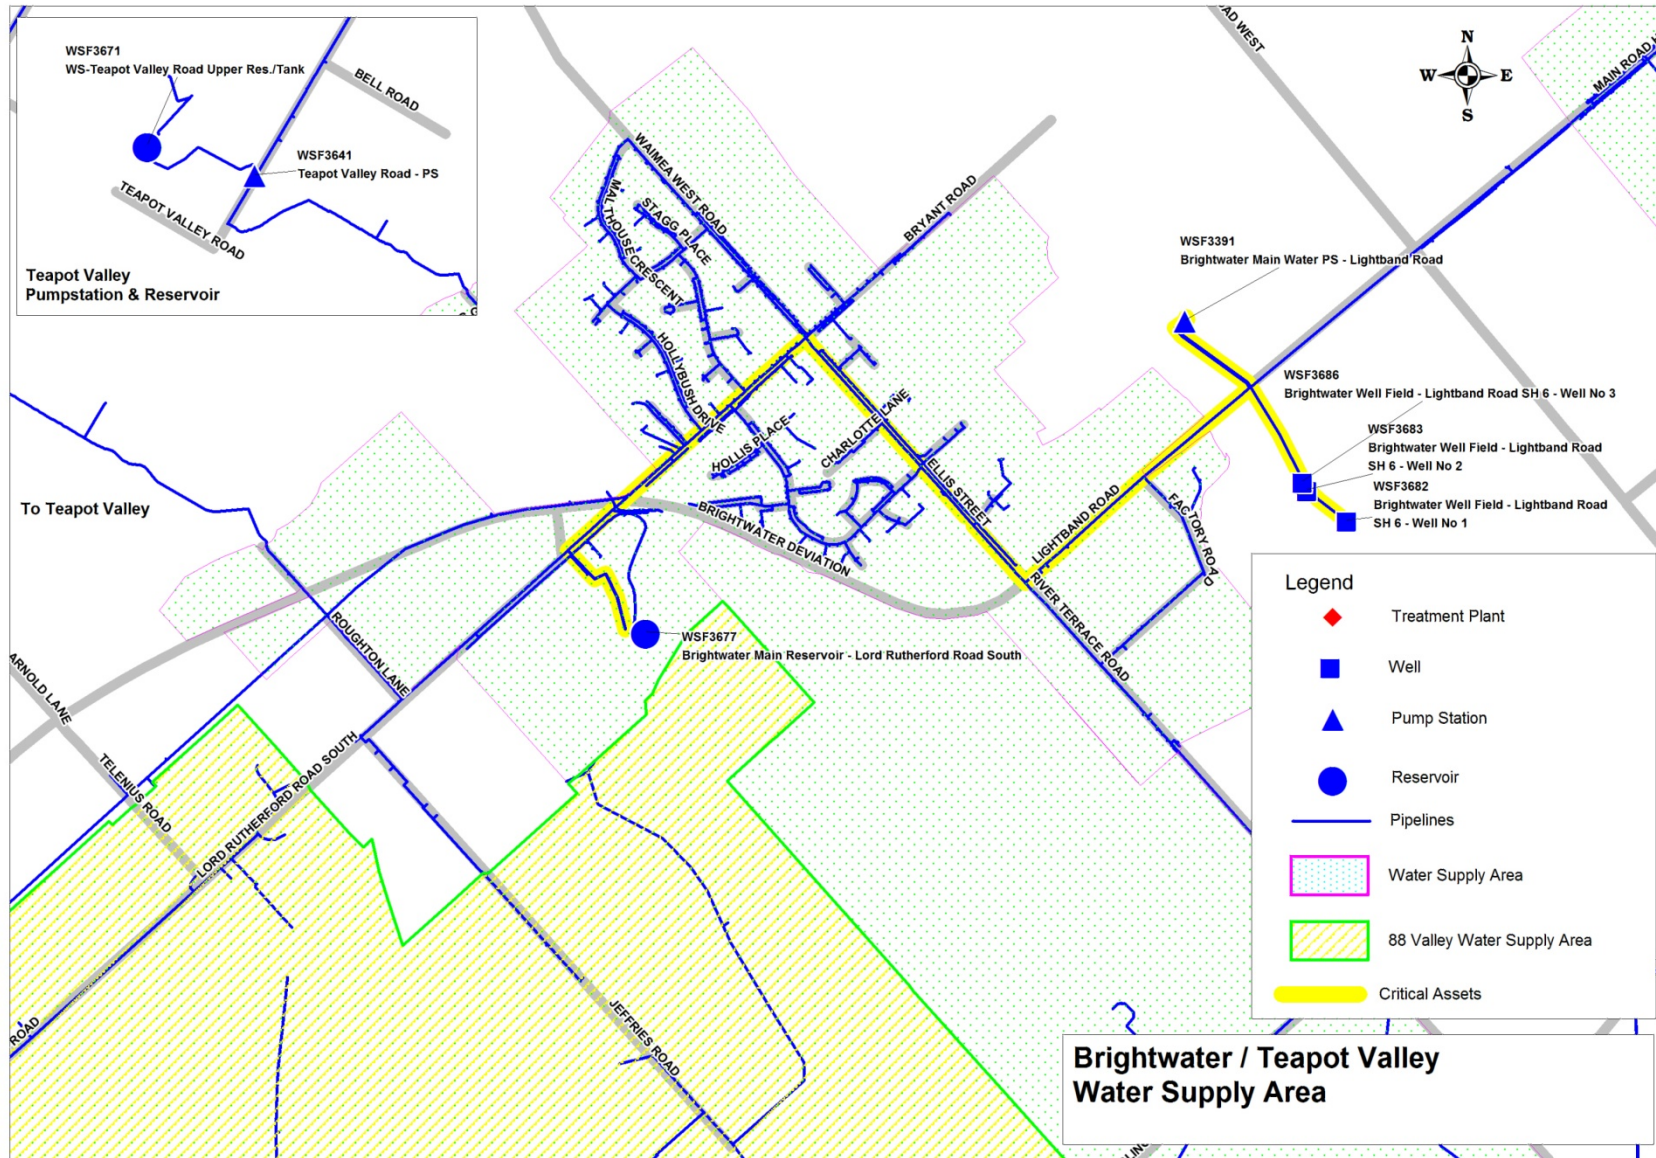 WSF3671
WS-Teapot Valley Road Upper Res./Tank
BELL ROAD
WSF3641
Teapot Valley Road - PS
TEAPOT VALLEY ROAD
Teapot Valley
Pumpstation & Reservoir
AD WEST
N
W E
S
MAIN ROAD H
WAIMEA WEST ROAD
MALTHOUSE CRESCENT
STAGG PLACE
BRYANT ROAD
WSF3391
Brightwater Main Water PS - Lightband Road
HOLLYBUSH DRIVE
HOLLIS PLACE
CHARLOTTE LANE
WSF3686
Brightwater Well Field - Lightband Road SH 6 - Well No 3
WSF3683
Brightwater Well Field - Lightband Road
SH 6 - Well No 2
WSF3682
Brightwater Well Field - Lightband Road
SH 6 - Well No 1
To Teapot Valley
ELLIS STREET
BRIGHTWATER DEVIATION
LIGHTBAND ROAD
FACTORY ROAD
RIVER TERRACE ROAD
WSF3677
Brightwater Main Reservoir - Lord Rutherford Road South
ROUGHTON LANE
ARNOLD LANE
TELENIUS ROAD
LORD RUTHERFORD ROAD SOUTH
JEFFRIES ROAD
ROAD
Legend
Treatment Plant
Well
Pump Station
Reservoir
Pipelines
Water Supply Area
88 Valley Water Supply Area
Critical Assets
Brightwater / Teapot Valley
Water Supply Area